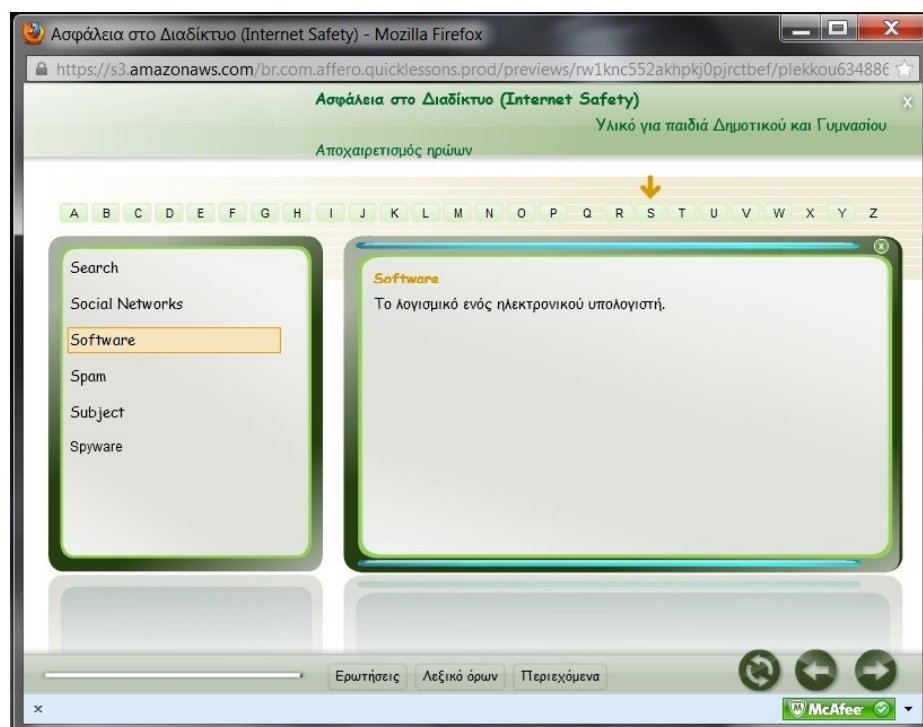 Ασφάλεια στο Διαδίκτυο (Internet Safety) - Mozilla Firefox
https://s3.amazonaws.com/br.com.affero.quicklessons.prod/previews/rw1knc552akhpkj0pjrctbef/plekkou634886
Ασφάλεια στο Διαδίκτυο (Internet Safety)
Υλικό για παιδιά Δημοτικού και Γυμνασίου
Αποχαιρετισμός ηρώων
A B C D E F G H I J K L M N O P Q R S T U V W X Y Z
Search
Social Networks
Software
Spam
Subject
Spyware
Software
Το λογισμικό ενός ηλεκτρονικού υπολογιστή.
Ερωτήσεις Λεξικό όρων Περιεχόμενα
McAfee